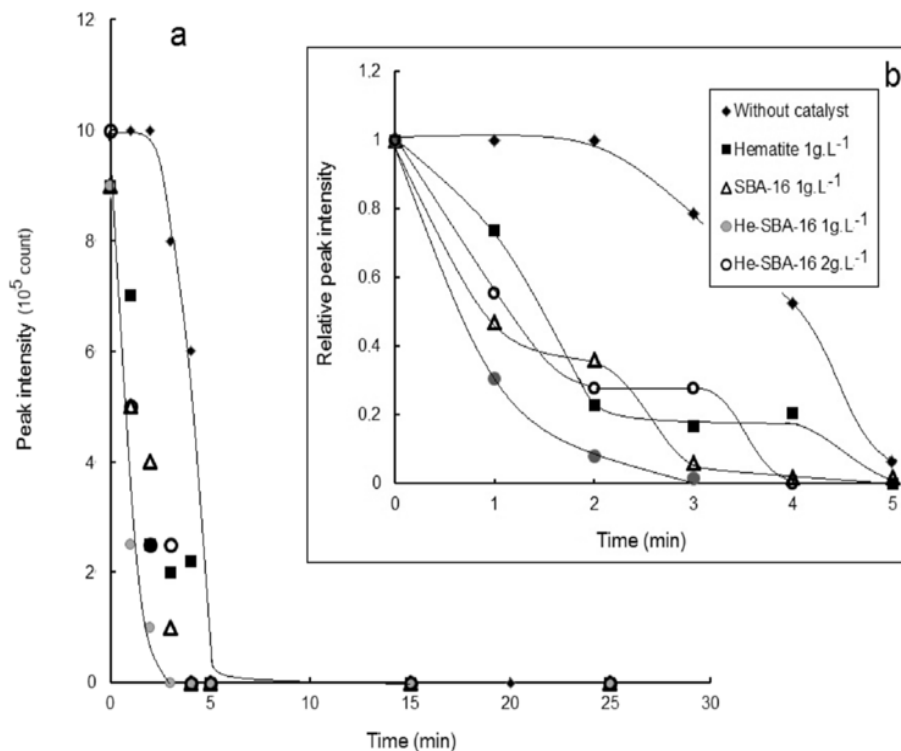 a
Peak intensity (10⁵ count)
12
10
8
6
4
2
0
0 5 10 15 20 25 30
Time (min)
b
Relative peak intensity
1.2
1
0.8
0.6
0.4
0.2
0
0 1 2 3 4 5
Time (min)
Without catalyst
Hematite 1g.L⁻¹
SBA-16 1g.L⁻¹
He-SBA-16 1g.L⁻¹
He-SBA-16 2g.L⁻¹